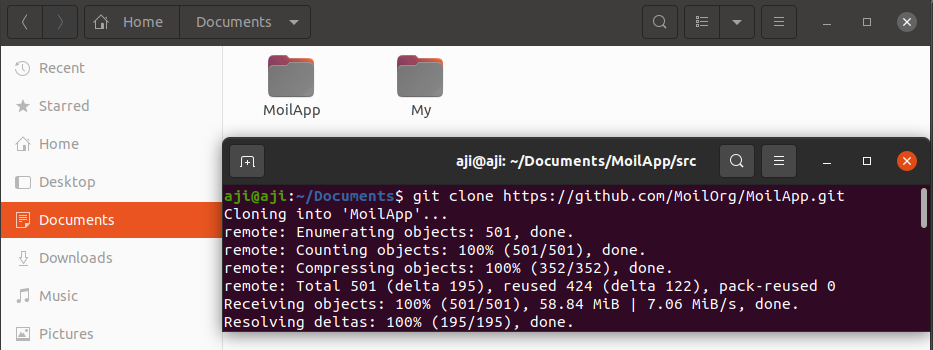 Home Documents
Recent
Starred
Home
Desktop
Documents
Downloads
Music
Pictures
MoilApp My
aji@aji: ~/Documents/MoilApp/src
aji@aji:~/Documents$ git clone https://github.com/MoilOrg/MoilApp.git
Cloning into 'MoilApp'...
remote: Enumerating objects: 501, done.
remote: Counting objects: 100% (501/501), done.
remote: Compressing objects: 100% (352/352), done.
remote: Total 501 (delta 195), reused 424 (delta 122), pack-reused 0
Receiving objects: 100% (501/501), 58.84 MiB | 7.06 MiB/s, done.
Resolving deltas: 100% (195/195), done.